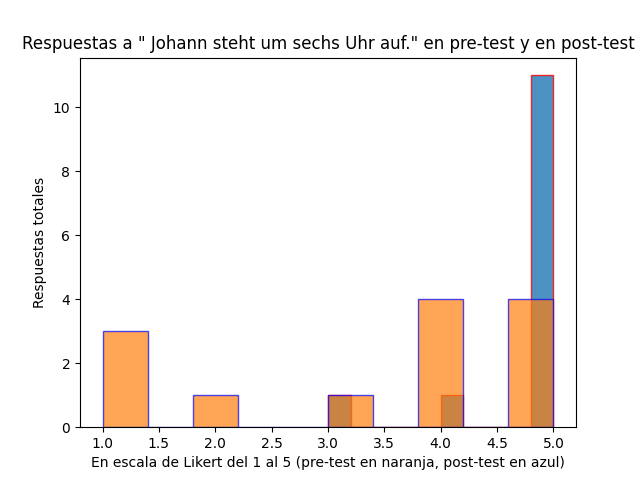 Respuestas a " Johann steht um sechs Uhr auf." en pre-test y en post-test
Respuestas totales
10
8
6
4
2
0
1.0 1.5 2.0 2.5 3.0 3.5 4.0 4.5 5.0
En escala de Likert del 1 al 5 (pre-test en naranja, post-test en azul)